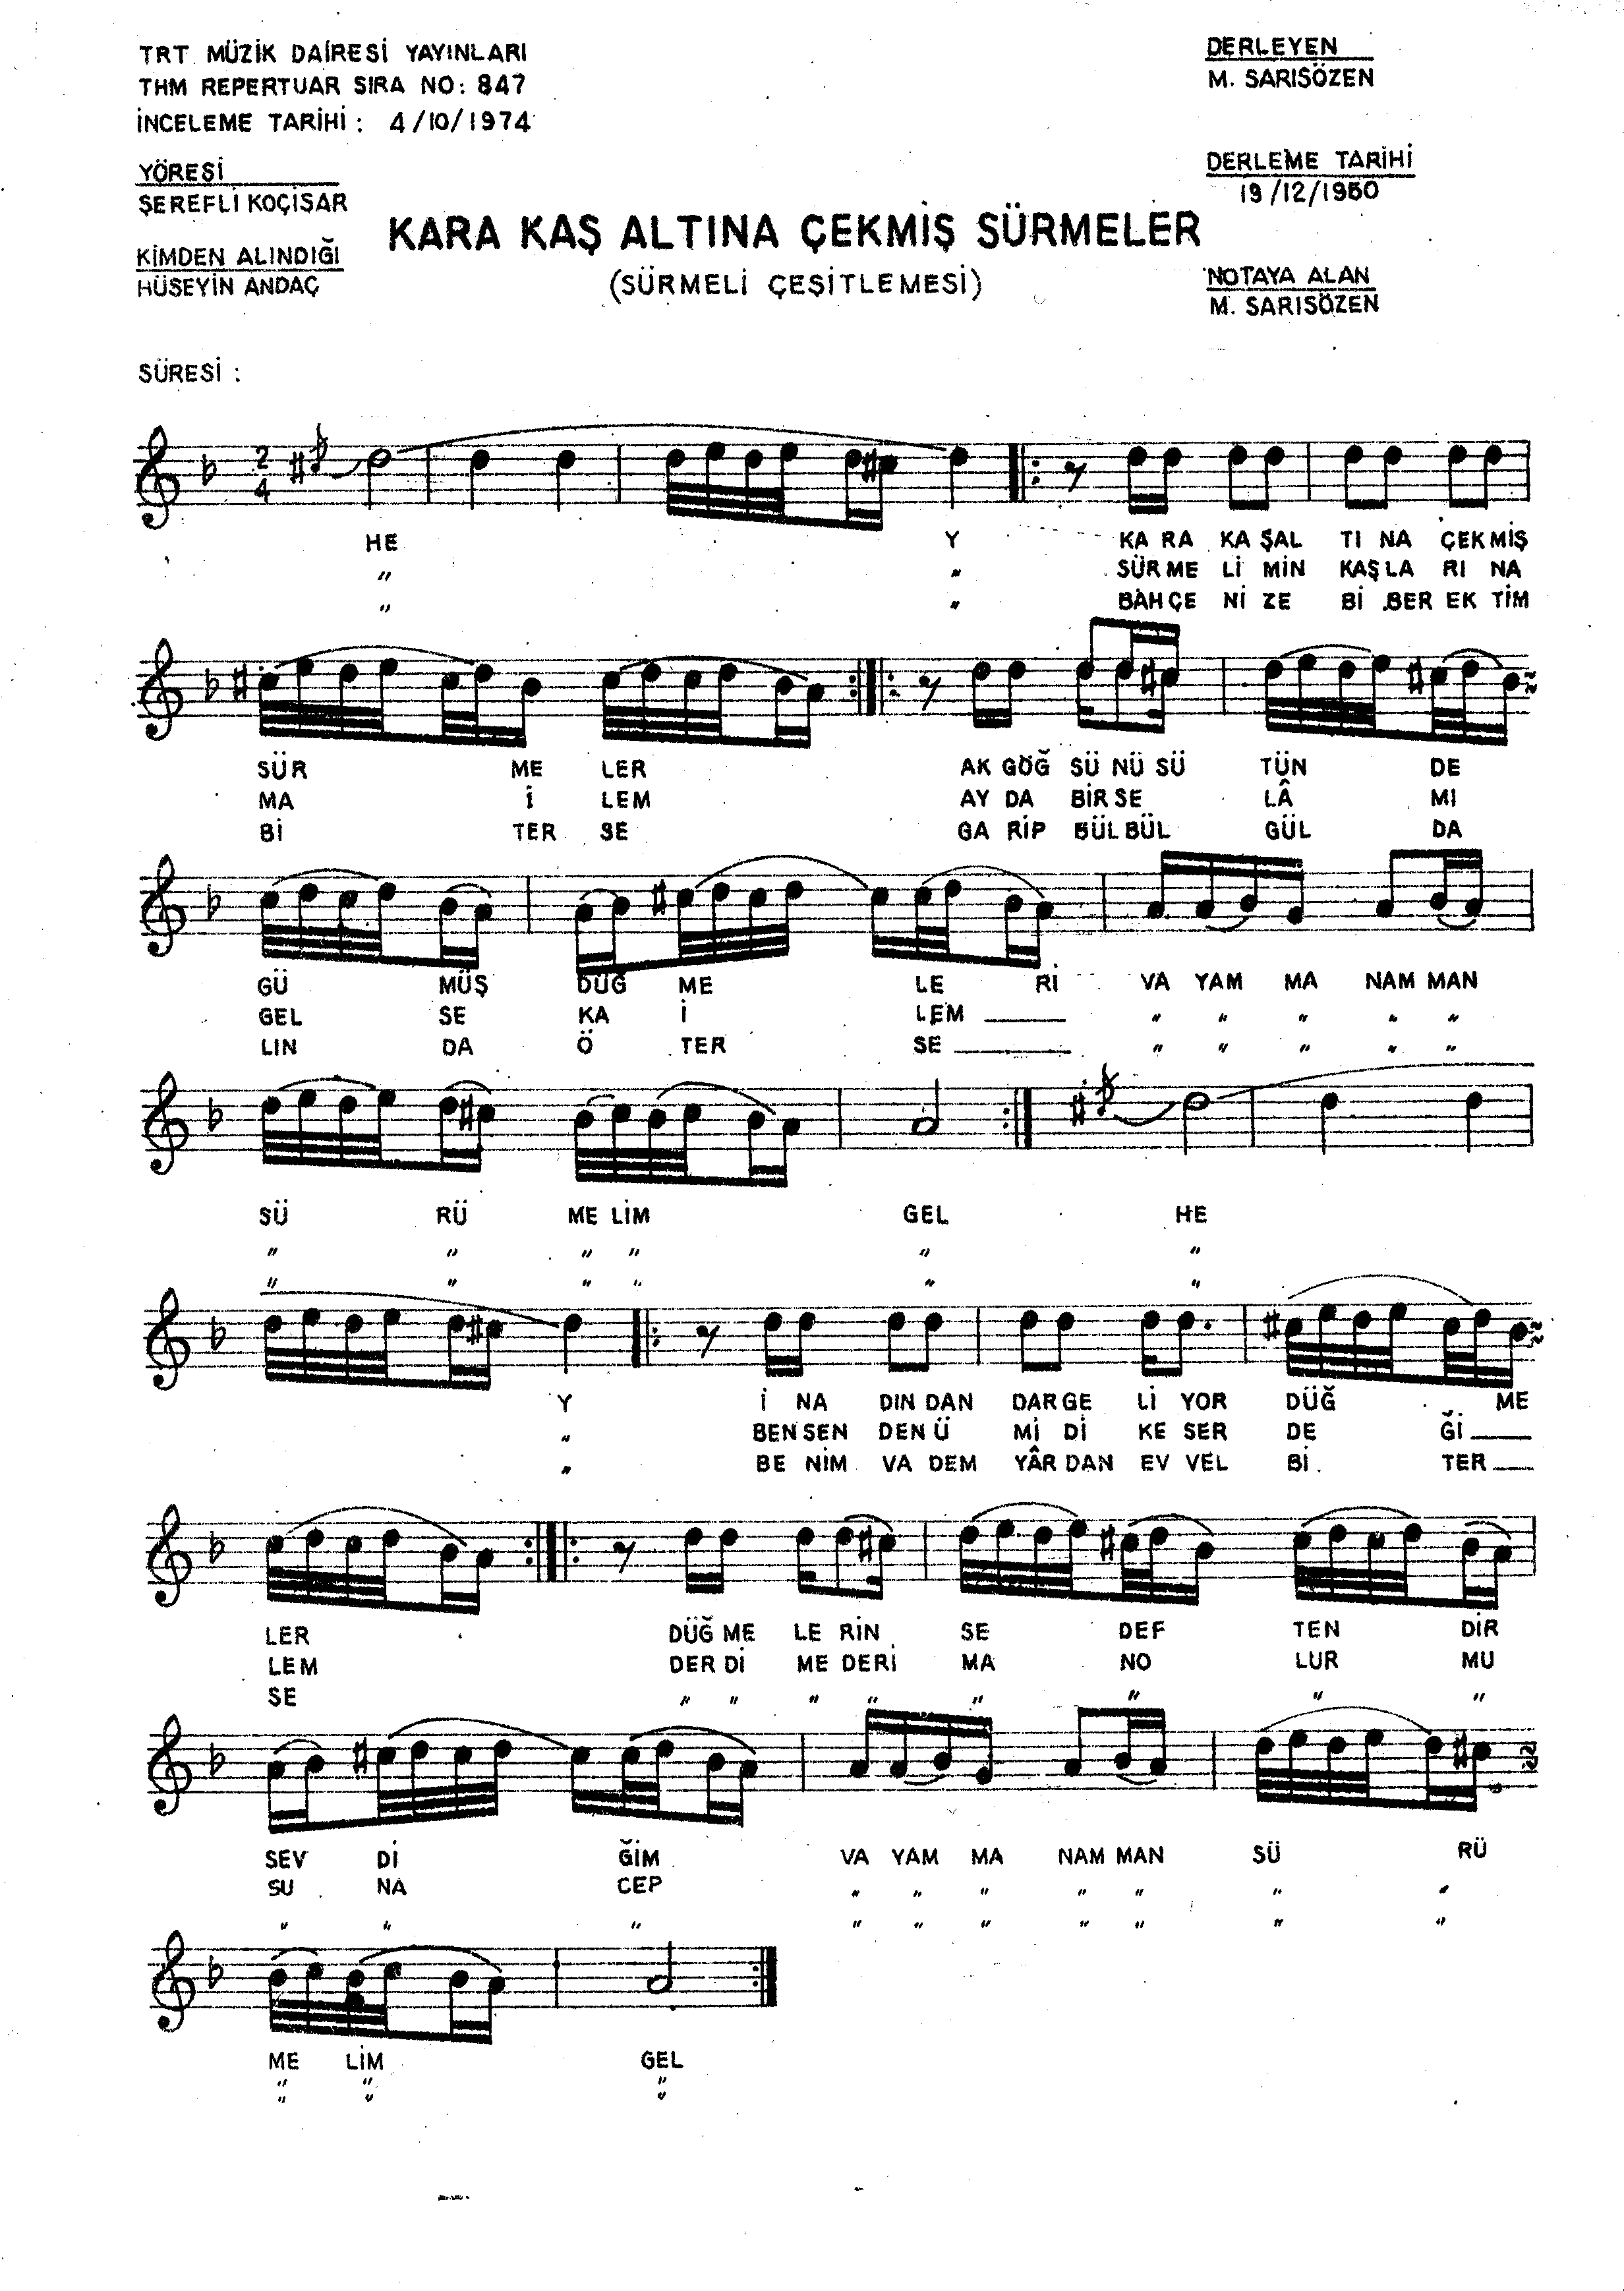 TRT MÜZİK DAİRESİ YAYINLARI
THM REPERTUAR SIRA NO: 847
İNCELEME TARİHİ : 4/10/1974
DERLEYEN
M. SARISÖZEN
YÖRESİ
ŞEREFLİ KOÇİSAR
DERLEME TARİHİ
19/12/1950
KARA KAŞ ALTINA ÇEKMİŞ SÜRMELER
(SÜRMELİ ÇEŞİTLEMESİ)
KİMDEN ALINDIĞI
HÜSEYİN ANDAÇ
NOTAYA ALAN
M. SARISÖZEN
SÜRESİ :
2
4
HE Y KA RA KA ŞAL TI NA ÇEK MİŞ
" " SÜR ME Lİ MİN KAŞ LA RI NA
" " BAH ÇE Nİ ZE Bİ BER EK TİM
SÜR ME LER AK GÖĞ SÜ NÜ SÜ TÜN DE
MA İ LEM AY DA BİR SE LÂ MI
Bİ TER SE GA RİP BÜL BÜL GÜL DA
GÜ MÜŞ DÜĞ ME LE Rİ VA YAM MA NAM MAN
GEL SE KA İ LEM ___ " " " " "
LIN DA Ö TER SE ___ " " " " "
SÜ RÜ ME LİM GEL HE
" " " " " "
" " " " " "
Y İ NA DIN DAN DAR GE Lİ YOR DÜĞ ME
" BEN SEN DEN Ü Mİ Dİ KE SER DE Ğİ ___
" BE NİM VA DEM YÂR DAN EV VEL Bİ TER ___
LER DÜĞ ME LE RİN SE DEF TEN DİR
LEM DER Dİ ME DERİ MA NO LUR MU
SE " " " " " " " "
SEV Dİ ĞİM VA YAM MA NAM MAN SÜ RÜ
SU NA CEP " " " " " " "
" " " " " " " " " "
ME LİM GEL
" " "
" " "